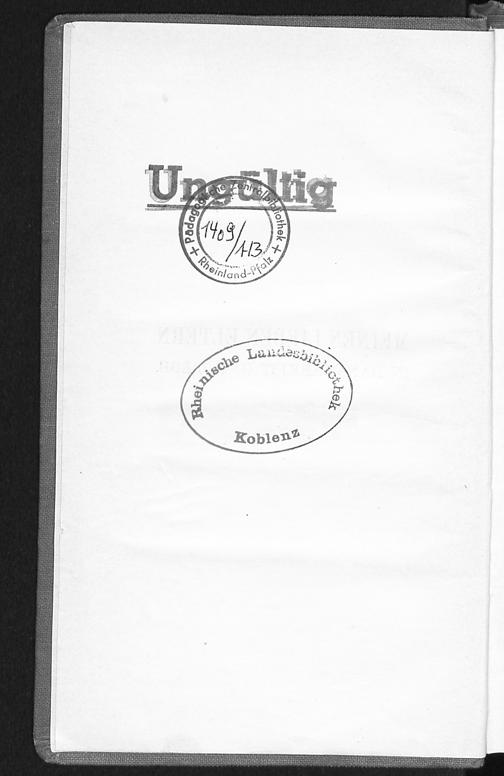 Ungültig
+ Pädagogische Zentralbibliothek +
1409/113
Rheinland-Pfalz
Rheinische Landesbibliothek
Koblenz